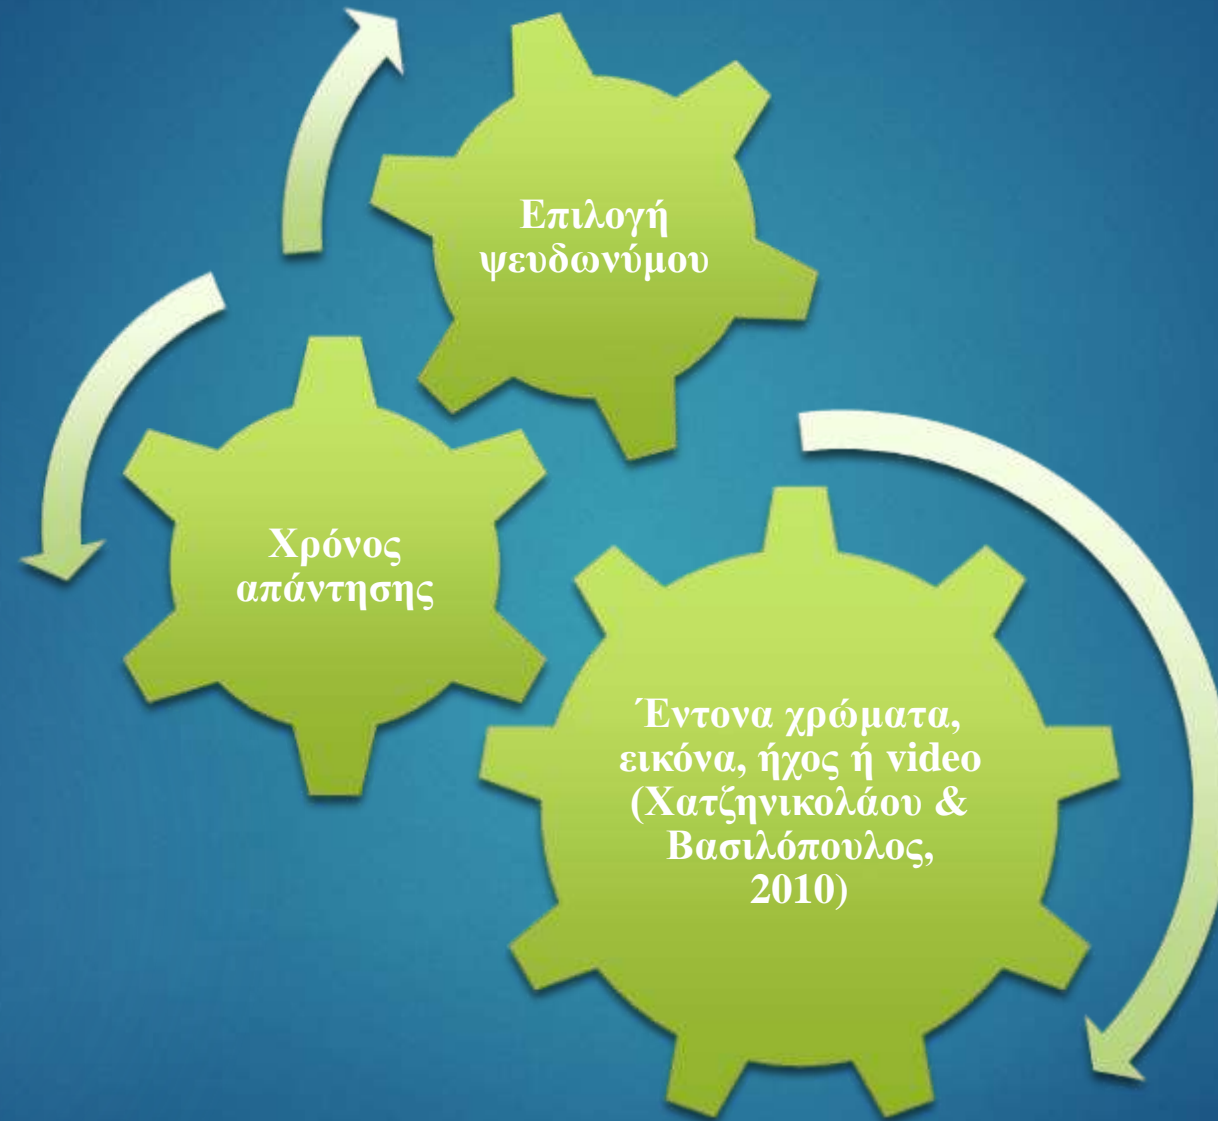 Επιλογή
ψευδωνύμου
Χρόνος
απάντησης
Έντονα χρώματα,
εικόνα, ήχος ή video
(Χατζηνικολάου &
Βασιλόπουλος,
2010)